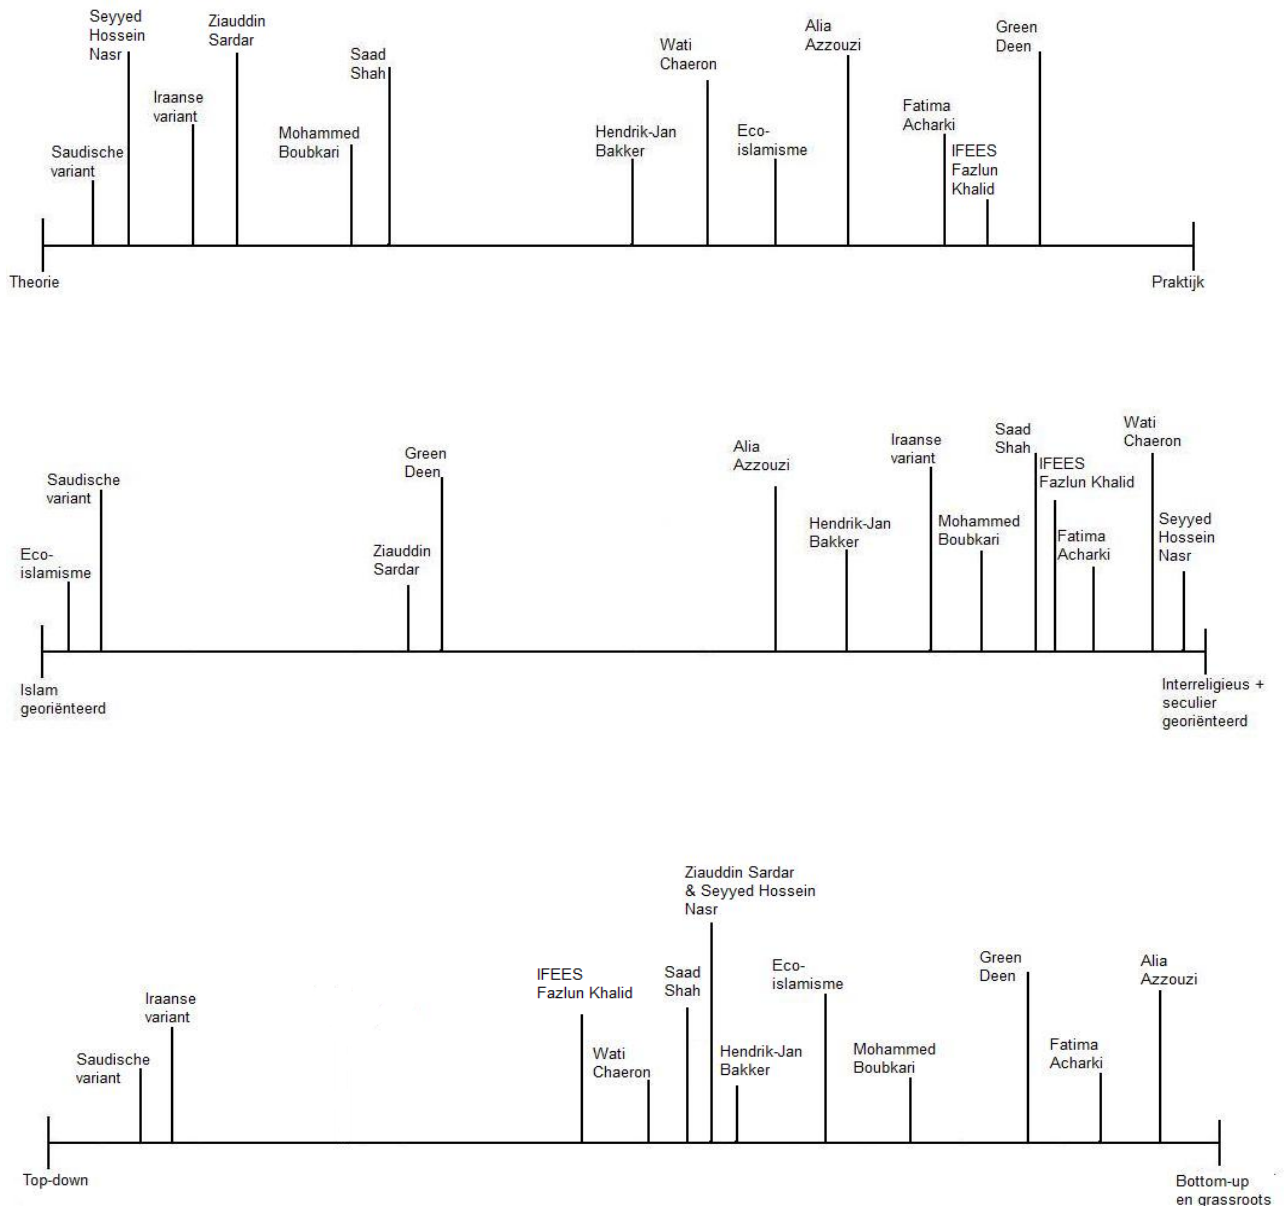 Seyyed
Hossein
Nasr
Ziauddin
Sardar
Saad
Shah
Wati
Chaeron
Alia
Azzouzi
Green
Deen
Iraanse
variant
Saudische
variant
Mohammed
Boubkari
Hendrik-Jan
Bakker
Eco-
islamisme
Fatima
Acharki
IFEES
Fazlun
Khalid
Theorie
Praktijk
Eco-
islamisme
Saudische
variant
Ziauddin
Sardar
Green
Deen
Alia
Azzouzi
Hendrik-Jan
Bakker
Iraanse
variant
Mohammed
Boubkari
Saad
Shah
IFEES
Fazlun Khalid
Fatima
Acharki
Wati
Chaeron
Seyyed
Hossein
Nasr
Islam
georiënteerd
Interreligieus +
seculier
georiënteerd
Saudische
variant
Iraanse
variant
IFEES
Fazlun Khalid
Wati
Chaeron
Saad
Shah
Ziauddin Sardar
& Seyyed Hossein
Nasr
Hendrik-Jan
Bakker
Eco-
islamisme
Mohammed
Boubkari
Green
Deen
Fatima
Acharki
Alia
Azzouzi
Top-down
Bottom-up
en grassroots